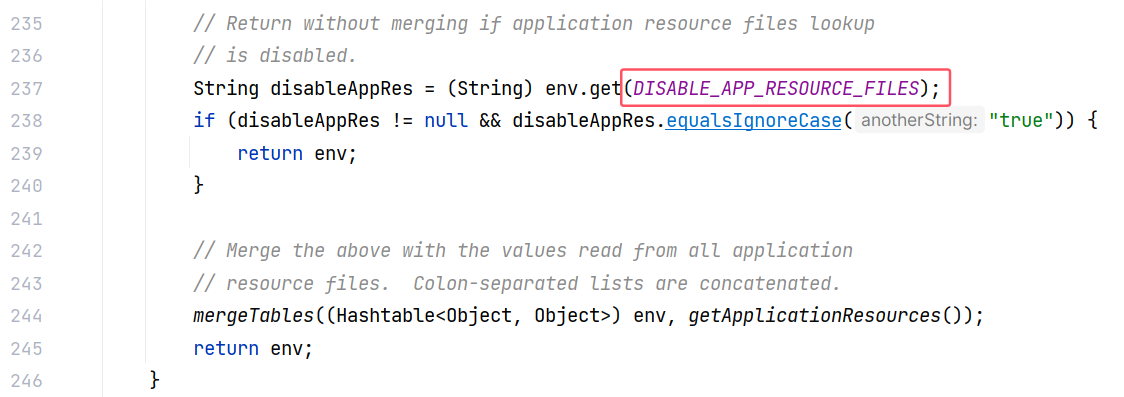 235 // Return without merging if application resource files lookup
236 // is disabled.
237 String disableAppRes = (String) env.get(DISABLE_APP_RESOURCE_FILES);
238 if (disableAppRes != null && disableAppRes.equalsIgnoreCase( anotherString: "true")) {
239 return env;
240 }
241
242 // Merge the above with the values read from all application
243 // resource files.  Colon-separated lists are concatenated.
244 mergeTables((Hashtable<Object, Object>) env, getApplicationResources());
245 return env;
246 }